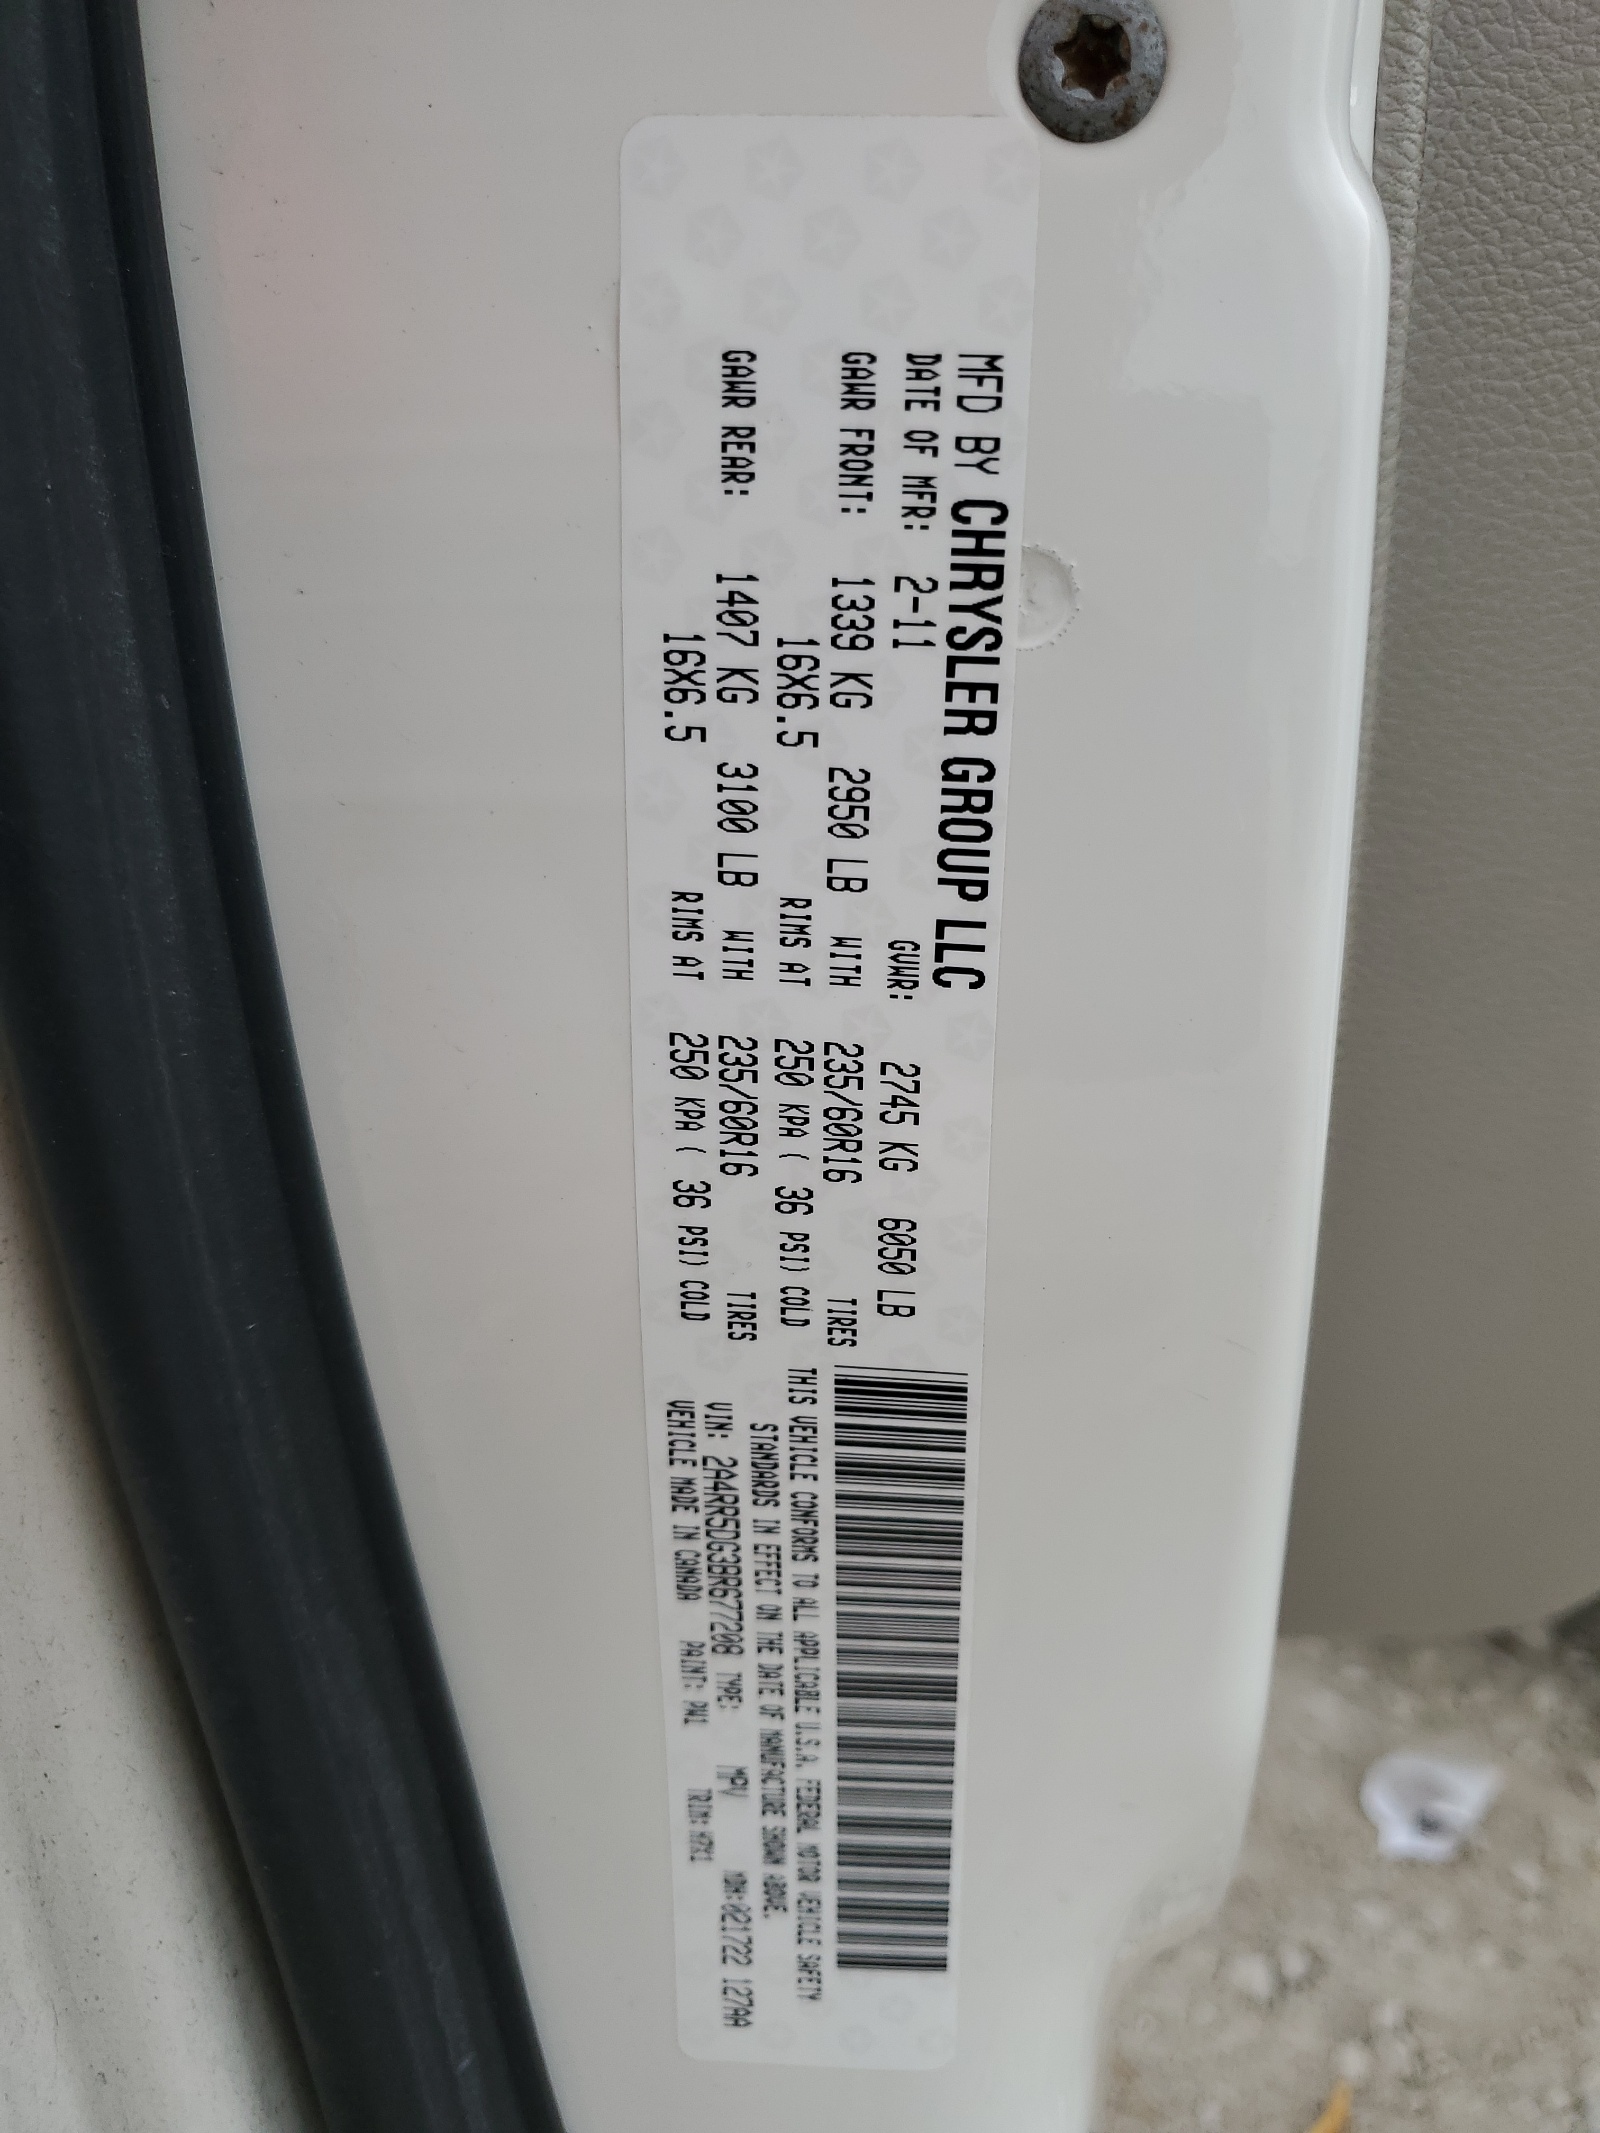 MFD BY CHRYSLER GROUP LLC
DATE OF MFR: 2-11 GVWR: 2745 KG 6050 LB
GAWR FRONT: 1339 KG 2950 LB WITH 235/60R16 TIRES
16X6.5 RIMS AT 250 KPA ( 36 PSI) COLD
GAWR REAR: 1407 KG 3100 LB WITH 235/60R16 TIRES
16X6.5 RIMS AT 250 KPA ( 36 PSI) COLD
THIS VEHICLE CONFORMS TO ALL APPLICABLE U.S.A. FEDERAL MOTOR VEHICLE SAFETY
STANDARDS IN EFFECT ON THE DATE OF MANUFACTURE SHOWN ABOVE.
VIN: 2A4RR5DG3BR677208 TYPE: MPV MDH:021722 127AA
VEHICLE MADE IN CANADA PAINT: PW1 TRIM: